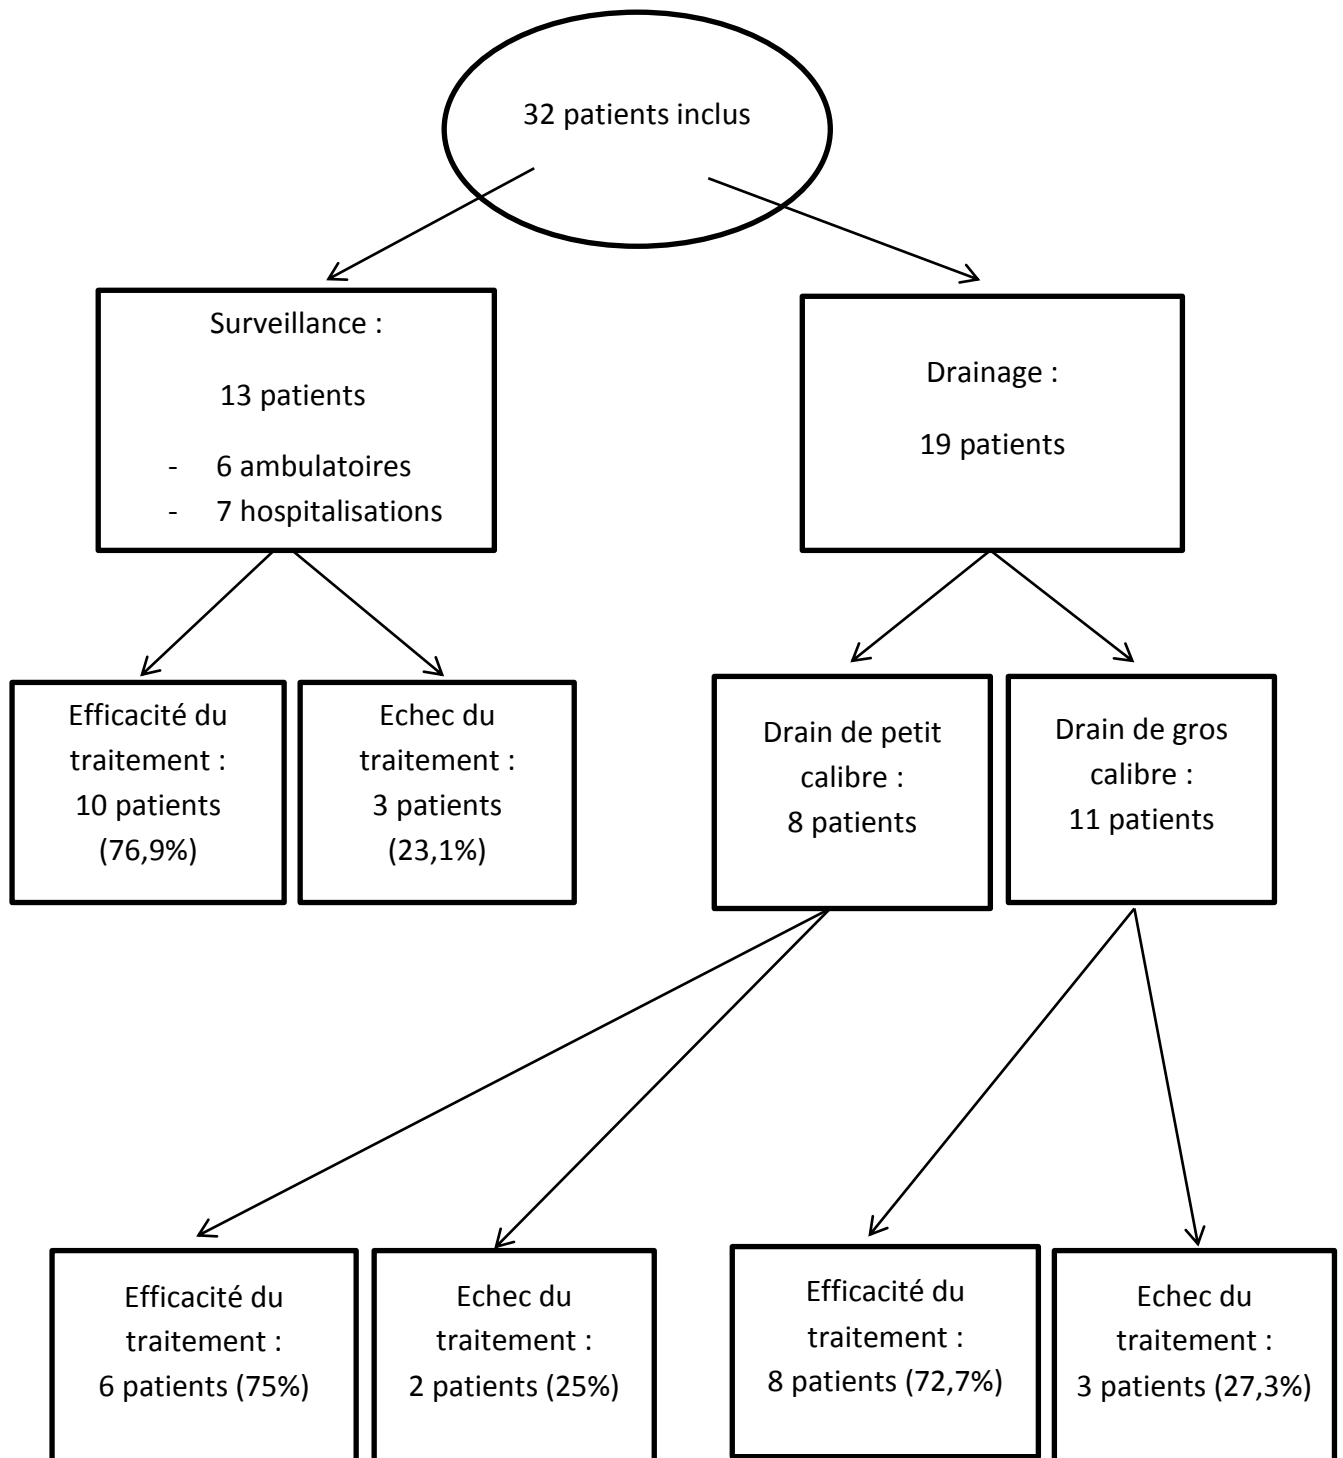 32 patients inclus
Surveillance :
13 patients
- 6 ambulatoires
- 7 hospitalisations
Drainage :
19 patients
Efficacité du
traitement :
10 patients
(76,9%)
Echec du
traitement :
3 patients
(23,1%)
Drain de petit
calibre :
8 patients
Drain de gros
calibre :
11 patients
Efficacité du
traitement :
6 patients (75%)
Echec du
traitement :
2 patients (25%)
Efficacité du
traitement :
8 patients (72,7%)
Echec du
traitement :
3 patients (27,3%)